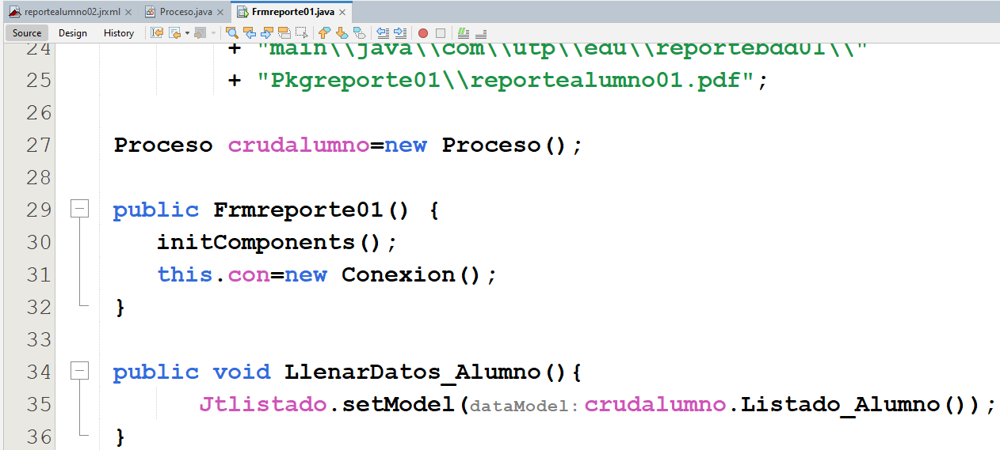 reportealumno02.jrxml Proceso.java Frmreporte01.java
Source Design History
24 + "main\\java\\com\\utp\\edu\\reportebdd01\\"
25 + "Pkgreporte01\\reportealumno01.pdf";
26
27 Proceso crudalumno=new Proceso();
28
29 public Frmreporte01() {
30 initComponents();
31 this.con=new Conexion();
32 }
33
34 public void LlenarDatos_Alumno(){
35 Jtlistado.setModel(dataModel: crudalumno.Listado_Alumno());
36 }